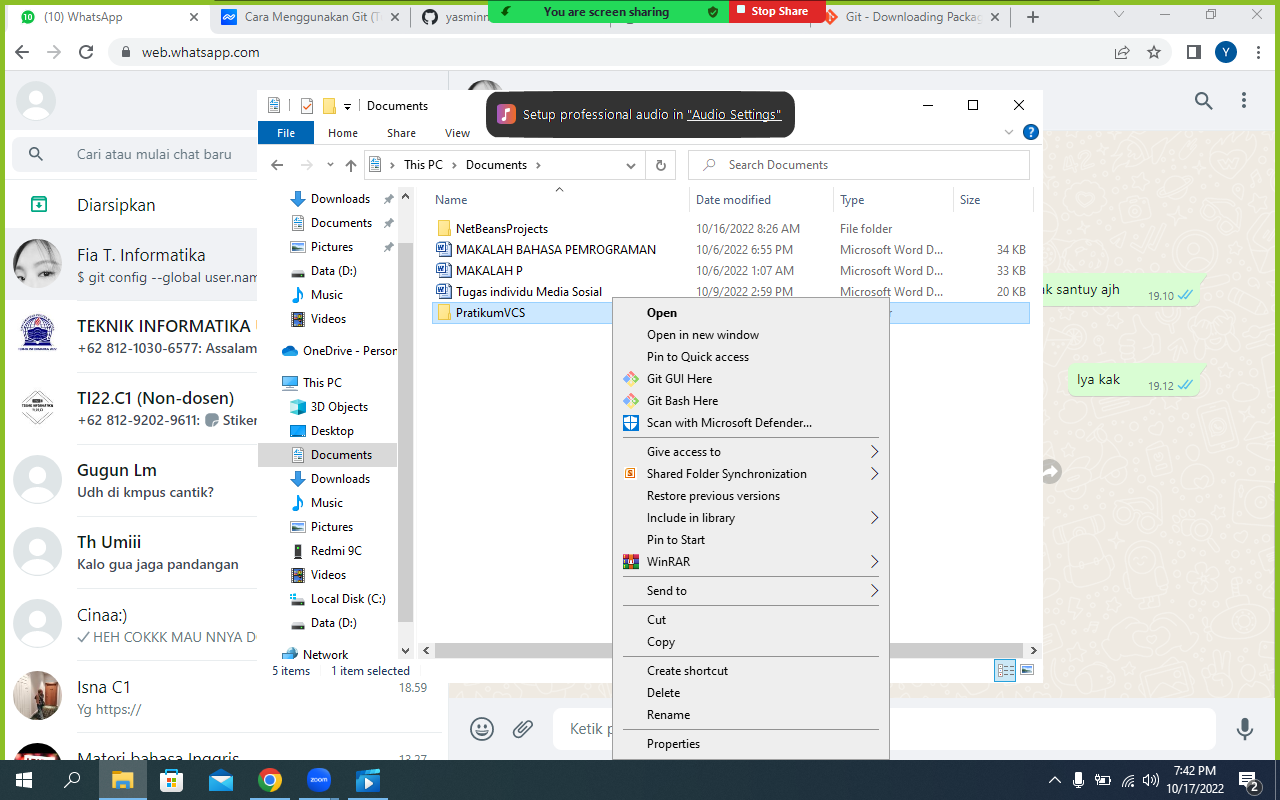 (10) WhatsApp
Cara Menggunakan Git (T
yasminn
You are screen sharing
Stop Share
Git - Downloading Packag
web.whatsapp.com
Y
Documents
Setup professional audio in "Audio Settings"
File
Home
Share
View
Cari atau mulai chat baru
This PC
Documents
Search Documents
Diarsipkan
Fia T. Informatika
$ git config --global user.nam
TEKNIK INFORMATIKA
+62 812-1030-6577: Assalam
TI22.C1 (Non-dosen)
+62 812-9202-9611: Stiker
Gugun Lm
Udh di kmpus cantik?
Th Umiii
Kalo gua jaga pandangan
Cinaa:)
HEH COKKK MAU NNYA D
Isna C1
18.59
Yg https://
Materi bahasa Inggris
13.27
Downloads
Documents
Pictures
Data (D:)
Music
Videos
OneDrive - Person
This PC
3D Objects
Desktop
Documents
Downloads
Music
Pictures
Redmi 9C
Videos
Local Disk (C:)
Data (D:)
Network
Name
Date modified
Type
Size
NetBeansProjects
10/16/2022 8:26 AM
File folder
MAKALAH BAHASA PEMROGRAMAN
10/6/2022 6:55 PM
Microsoft Word D...
34 KB
MAKALAH P
10/6/2022 1:07 AM
Microsoft Word D...
33 KB
Tugas individu Media Sosial
10/9/2022 2:59 PM
Microsoft Word D...
20 KB
PratikumVCS
Open
Open in new window
Pin to Quick access
Git GUI Here
Git Bash Here
Scan with Microsoft Defender...
Give access to
Shared Folder Synchronization
Restore previous versions
Include in library
Pin to Start
WinRAR
Send to
Cut
Copy
Create shortcut
Delete
Rename
Properties
5 items
1 item selected
ak santuy ajh
19.10
Iya kak
19.12
Ketik p
zoom
7:42 PM
10/17/2022
2